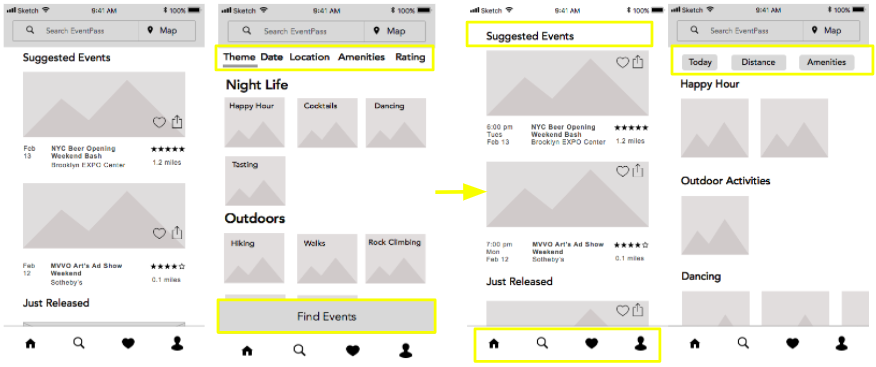 Sketch 9:41 AM 100%
Search EventPass Map
Suggested Events
Feb 13 NYC Beer Opening Weekend Bash
Brooklyn EXPO Center 1.2 miles
Feb 12 MVVO Art's Ad Show Weekend
Sotheby's 0.1 miles
Just Released
Sketch 9:41 AM 100%
Search EventPass Map
Theme Date Location Amenities Rating
Night Life
Happy Hour Cocktails Dancing
Tasting
Outdoors
Hiking Walks Rock Climbing
Find Events
Sketch 9:41 AM 100%
Suggested Events
6:00 pm Tues Feb 13 NYC Beer Opening Weekend Bash
Brooklyn EXPO Center 1.2 miles
7:00 pm Mon Feb 12 MVVO Art's Ad Show Weekend
Sotheby's 0.1 miles
Just Released
Sketch 9:41 AM 100%
Search EventPass Map
Today Distance Amenities
Happy Hour
Outdoor Activities
Dancing